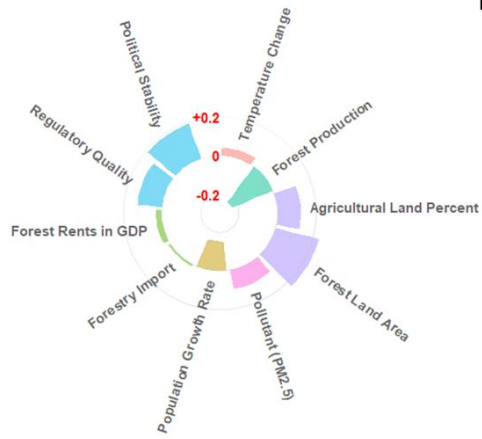 Political Stability
Temperature Change
Regulatory Quality
+0.2
0
-0.2
Forest Production
Agricultural Land Percent
Forest Rents in GDP
Forest Land Area
Forestry Import
Population Growth Rate
Pollutant (PM2.5)